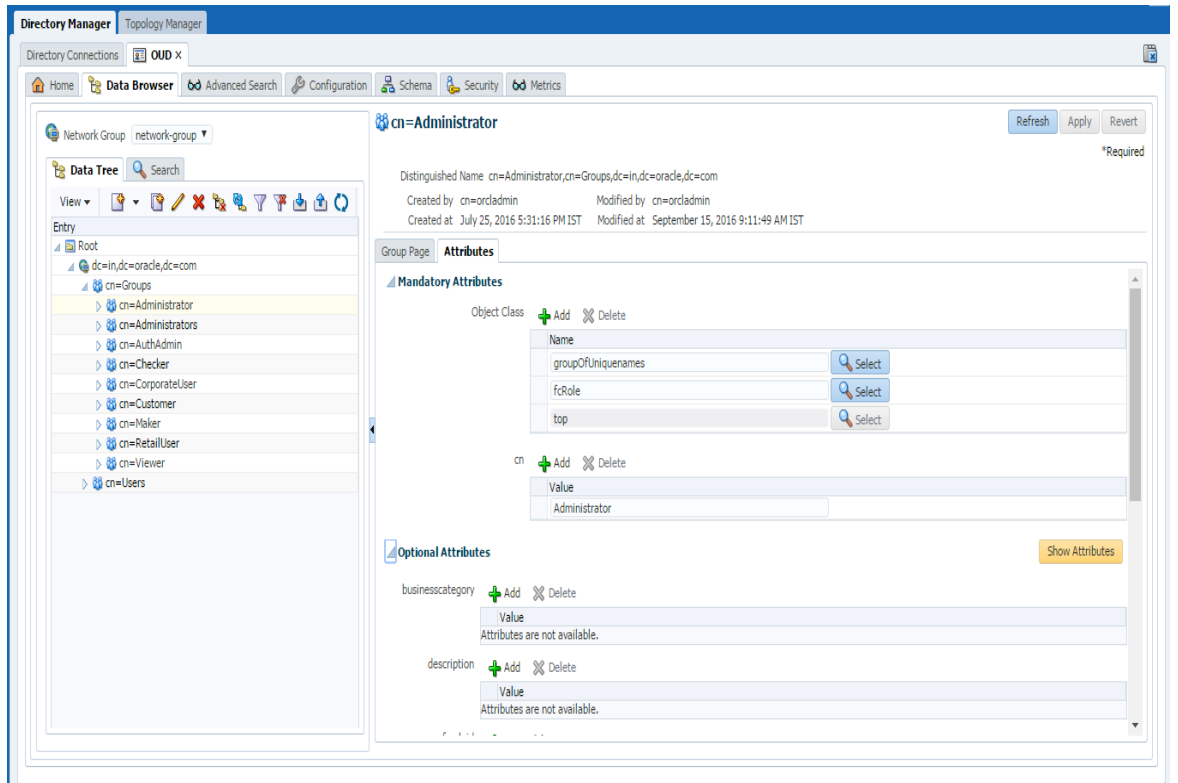 Directory Manager Topology Manager
Directory Connections OUD ×
Home Data Browser Advanced Search Configuration Schema Security Metrics
Network Group network-group
Data Tree Search
View
Entry
Root
dc=in,dc=oracle,dc=com
cn=Groups
cn=Administrator
cn=Administrators
cn=AuthAdmin
cn=Checker
cn=CorporateUser
cn=Customer
cn=Maker
cn=RetailUser
cn=Viewer
cn=Users
cn=Administrator
Refresh Apply Revert
*Required
Distinguished Name cn=Administrator,cn=Groups,dc=in,dc=oracle,dc=com
Created by cn=orcladmin Modified by cn=orcladmin
Created at July 25, 2016 5:31:16 PM IST Modified at September 15, 2016 9:11:49 AM IST
Group Page Attributes
Mandatory Attributes
Object Class Add Delete
Name
groupOfUniquenames Select
fcRole Select
top Select
cn Add Delete
Value
Administrator
Optional Attributes Show Attributes
businesscategory Add Delete
Value
Attributes are not available.
description Add Delete
Value
Attributes are not available.